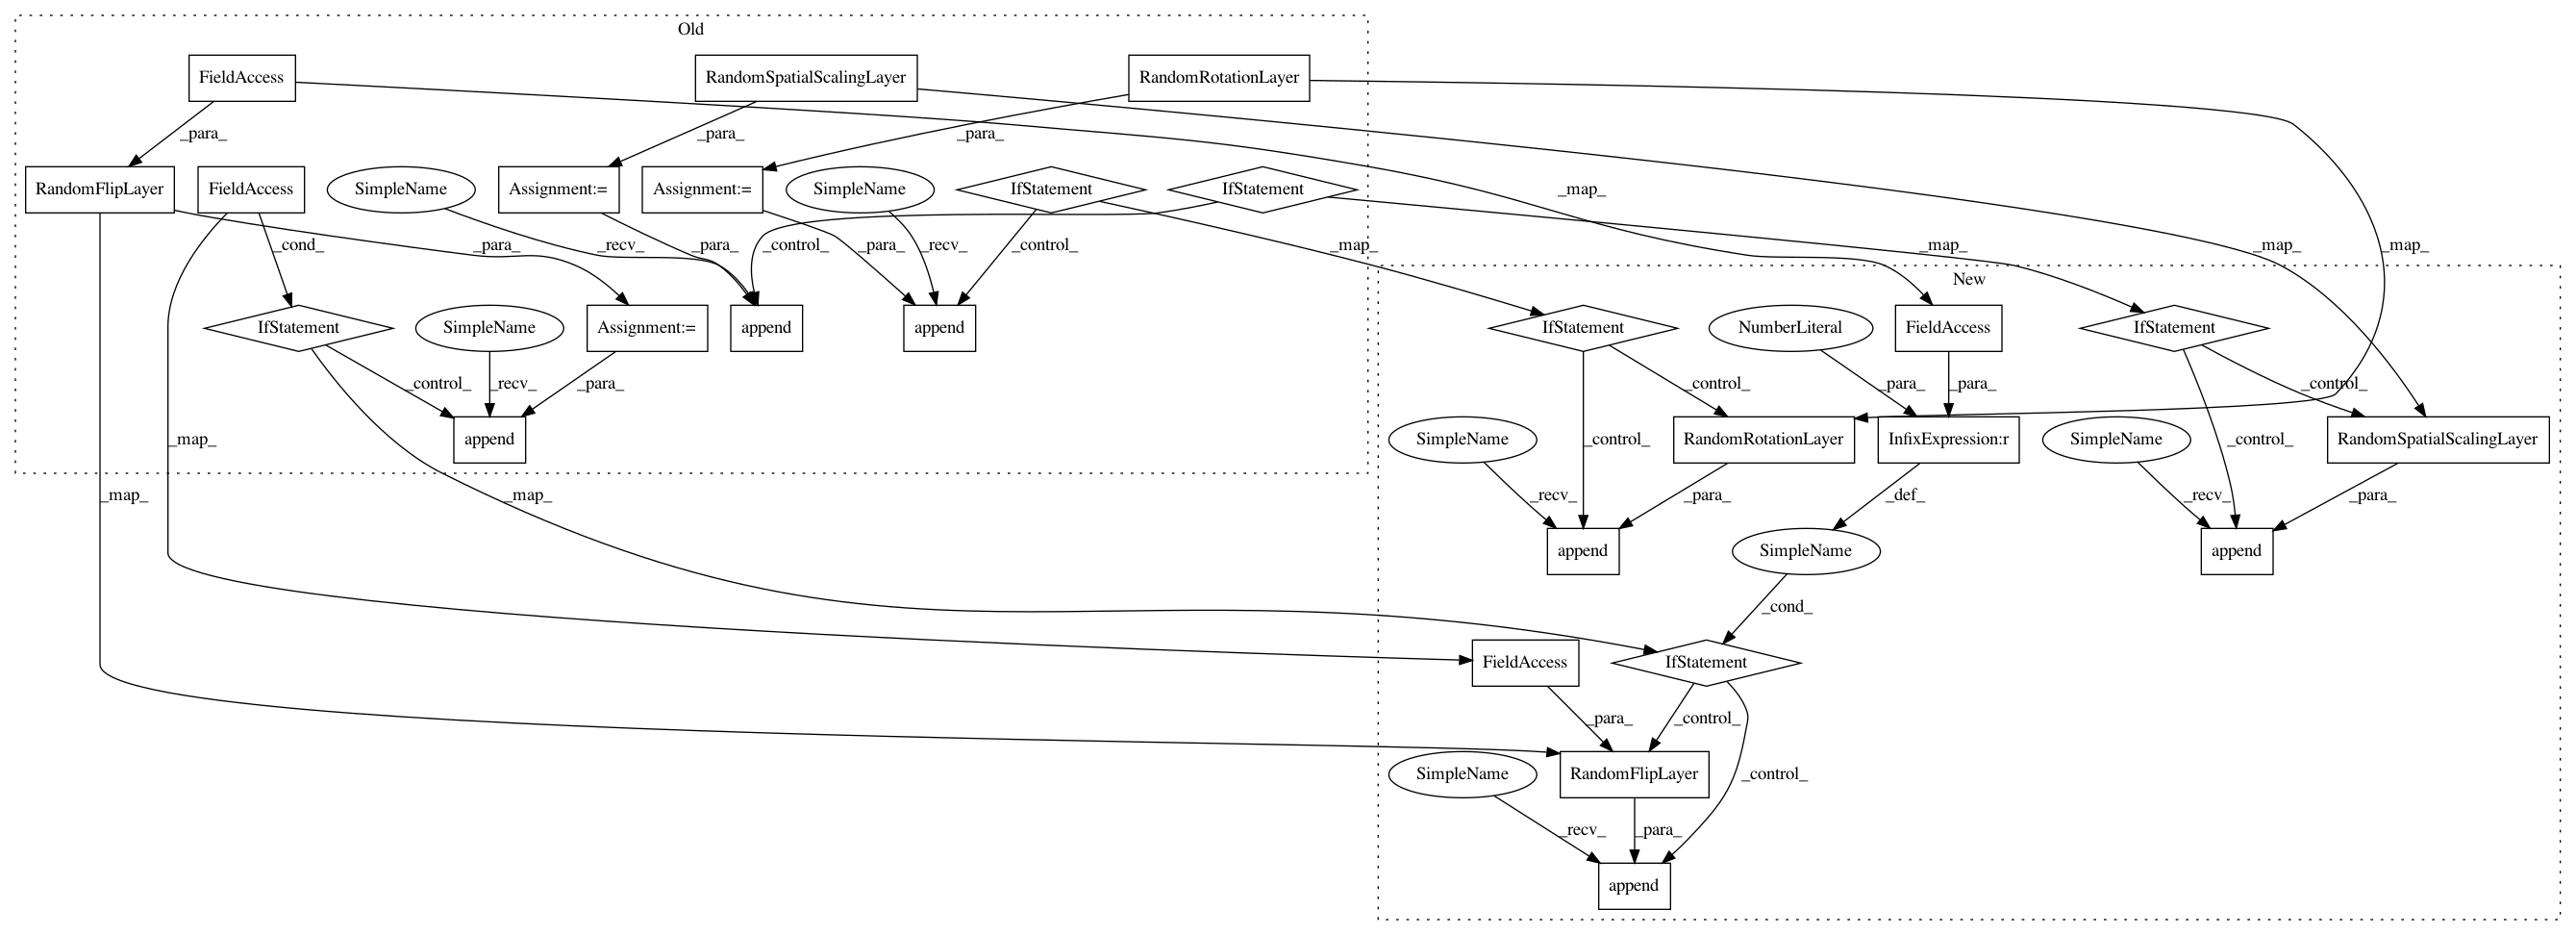 Old
FieldAccess
RandomSpatialScalingLayer
RandomRotationLayer
_para_
_para_
_para_
RandomFlipLayer
FieldAccess
SimpleName
Assignment:=
Assignment:=
SimpleName
IfStatement
IfStatement
_map_
_cond_
_para_
_recv_
_para_
_control_
_para_
_recv_
_control_
_map_
_map_
_map_
_map_
New
IfStatement
SimpleName
Assignment:=
append
append
IfStatement
NumberLiteral
FieldAccess
IfStatement
_control_
_recv_
_para_
_control_
_para_
_para_
_control_
_map_
append
SimpleName
RandomRotationLayer
InfixExpression:r
SimpleName
RandomSpatialScalingLayer
_control_
_control_
_map_
_map_
_recv_
_para_
_def_
_recv_
_para_
append
SimpleName
append
_cond_
FieldAccess
IfStatement
_para_
_control_
SimpleName
RandomFlipLayer
_control_
_recv_
_para_
append